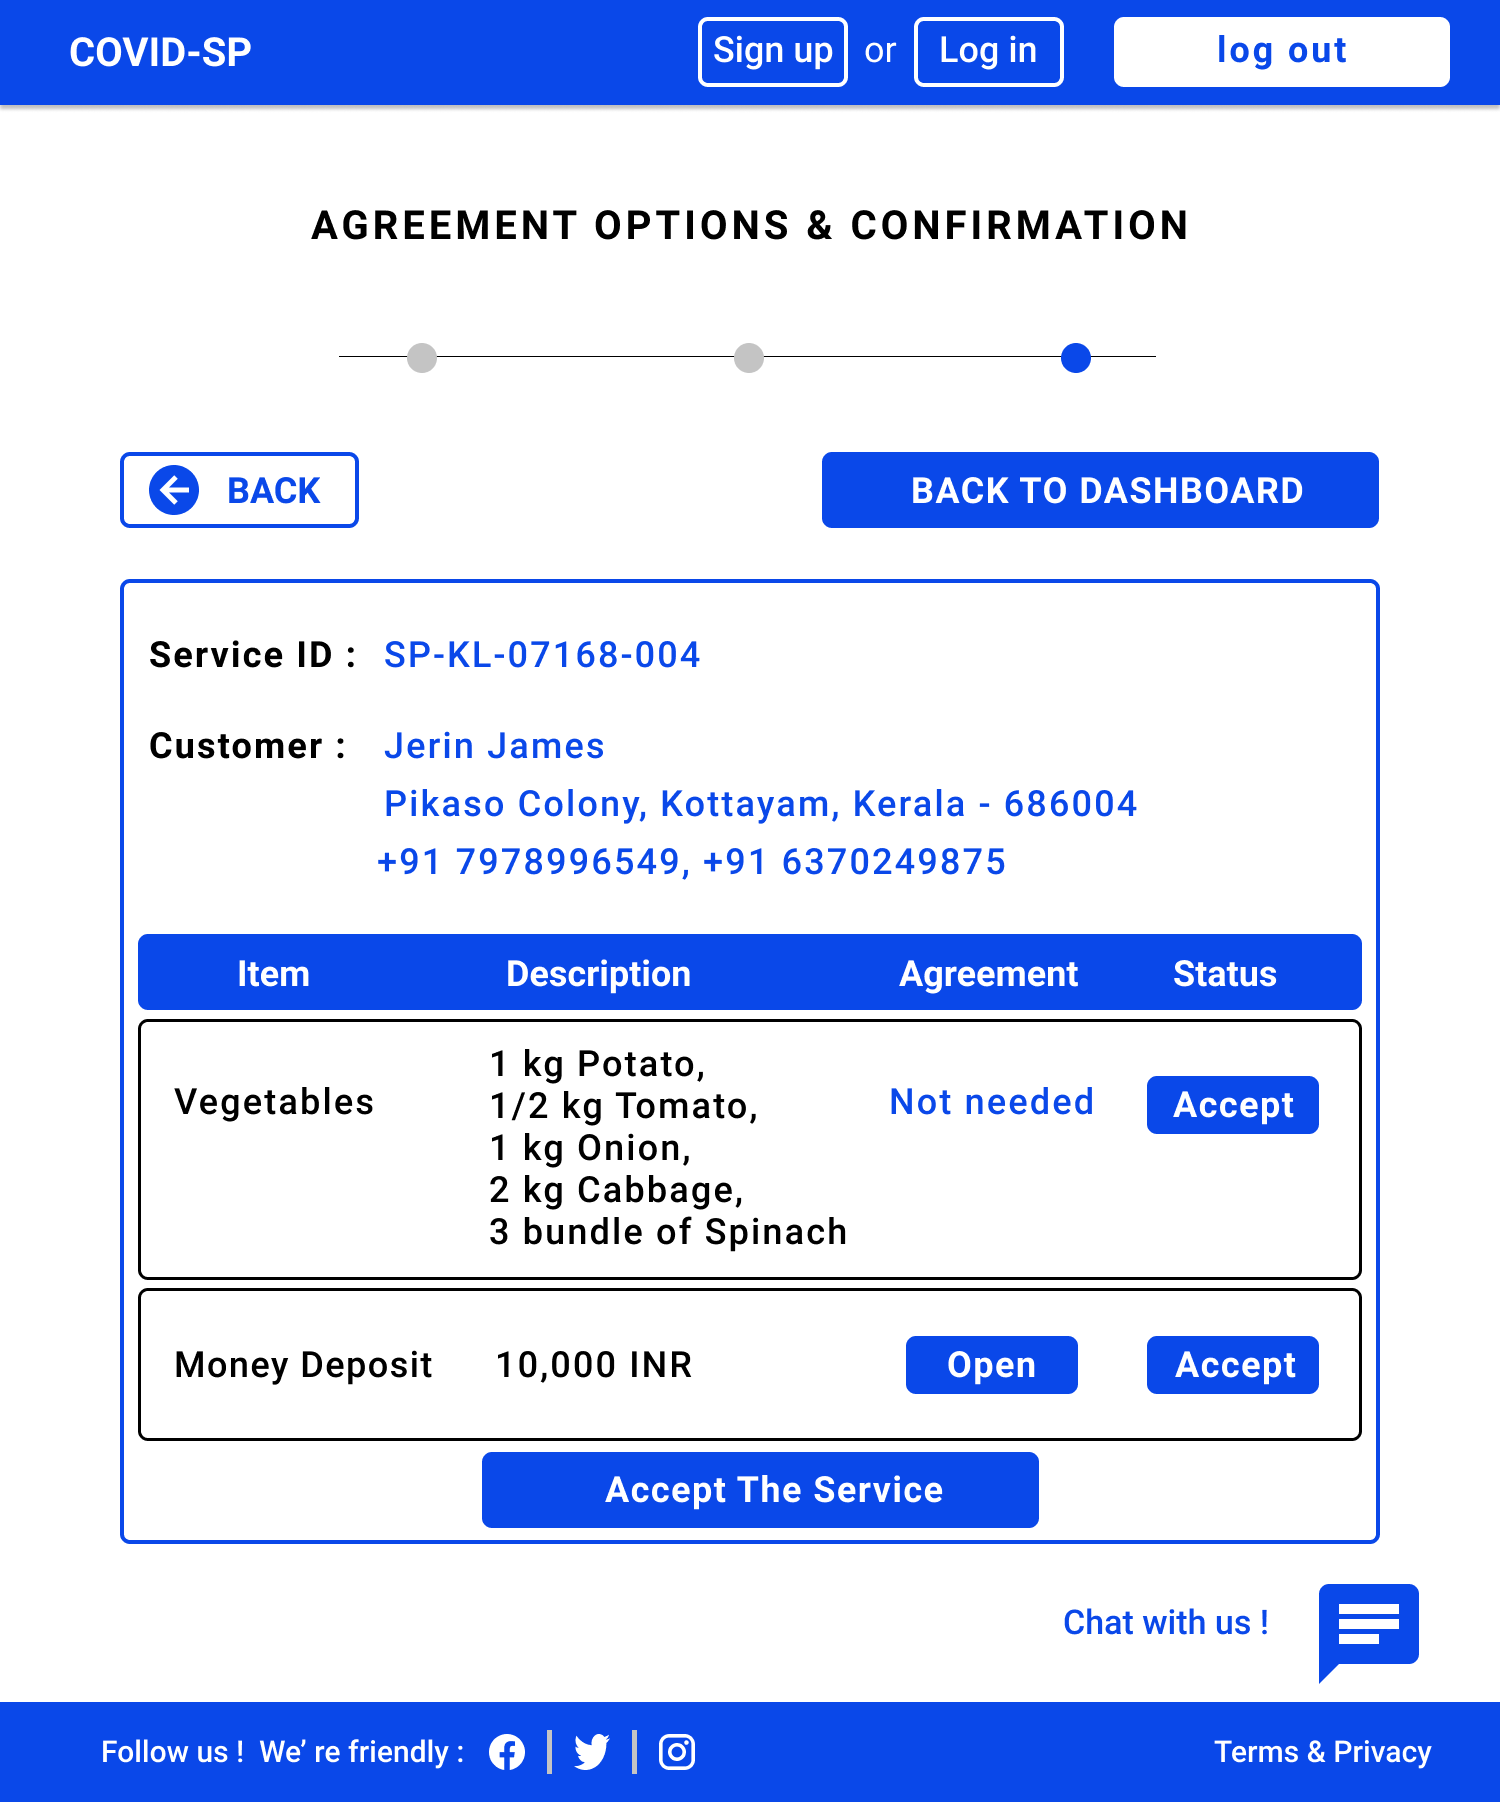 COVID-SP
Sign up or Log in log out
AGREEMENT OPTIONS & CONFIRMATION
BACK
BACK TO DASHBOARD
Service ID : SP-KL-07168-004
Customer : Jerin James
Pikaso Colony, Kottayam, Kerala - 686004
+91 7978996549, +91 6370249875
Item Description Agreement Status
Vegetables
1 kg Potato,
1/2 kg Tomato,
1 kg Onion,
2 kg Cabbage,
3 bundle of Spinach
Not needed
Accept
Money Deposit 10,000 INR Open Accept
Accept The Service
Chat with us !
Follow us ! We’ re friendly :
Terms & Privacy